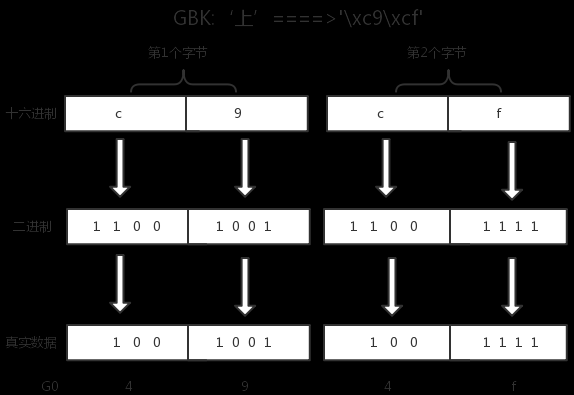 GBK:‘上’====>'\xc9\xcf'
第1个字节 第2个字节
十六进制 c 9 c f
二进制 1 1 0 0 1 0 0 1 1 1 0 0 1 1 1 1
真实数据 1 0 0 1 0 0 1 1 0 0 1 1 1 1
G0 4 9 4 f